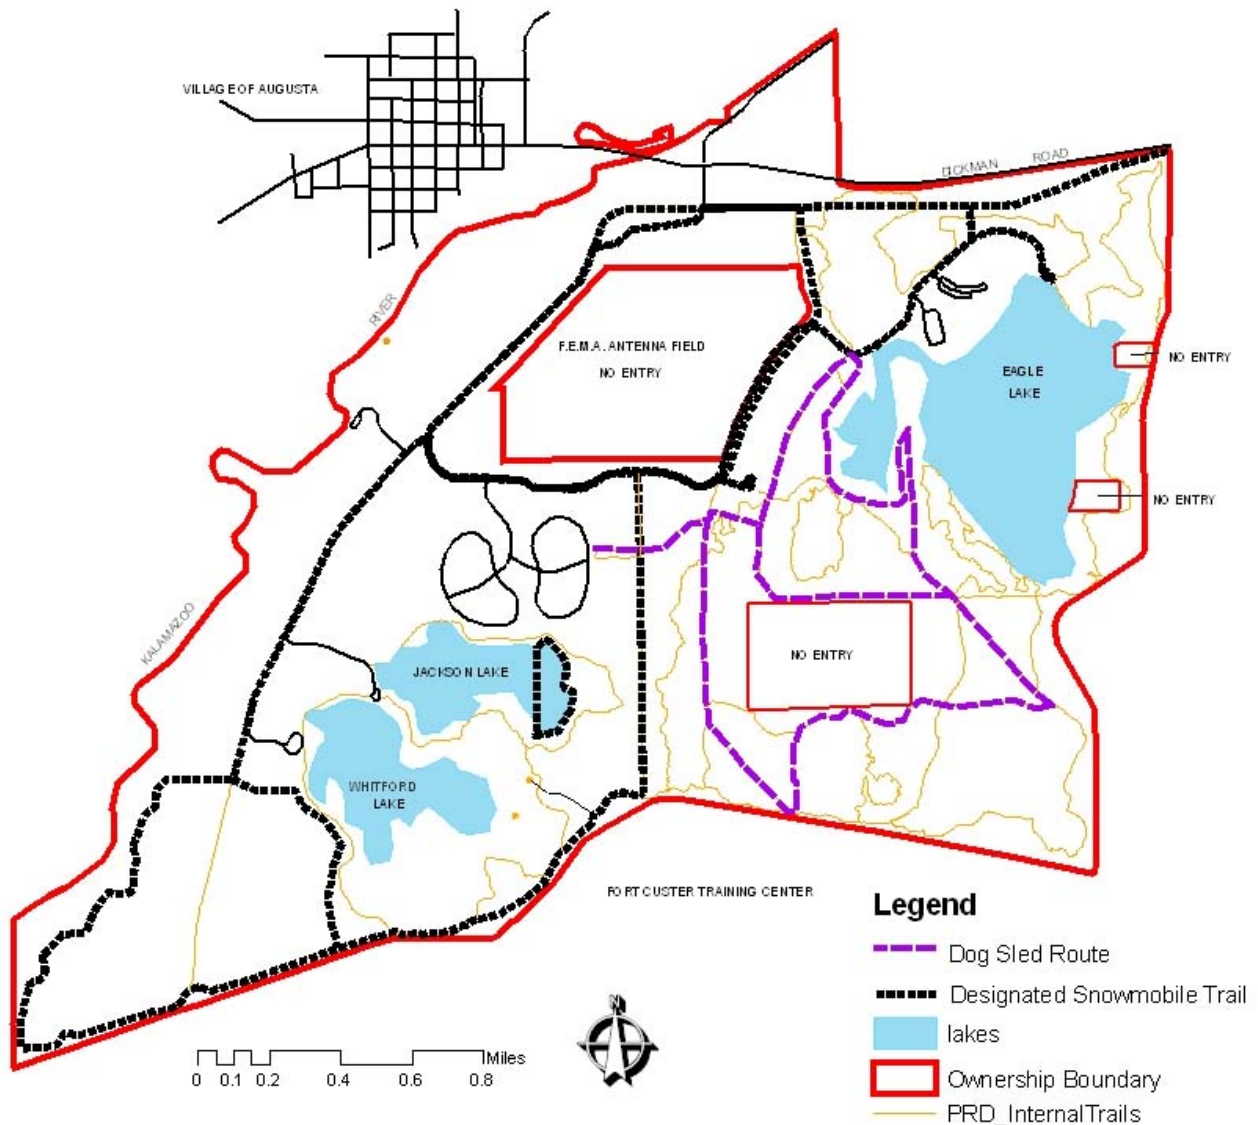 VILLAGE OF AUGUSTA
DICKMAN ROAD
RIVER
F.E.M.A. ANTENNA FIELD
NO ENTRY
EAGLE
LAKE
NO ENTRY
NO ENTRY
KALAMAZOO
JACKSON LAKE
NO ENTRY
WHITFORD
LAKE
FORT CUSTER TRAINING CENTER
Legend
Dog Sled Route
Designated Snowmobile Trail
lakes
Ownership Boundary
PRD_InternalTrails
N
Miles
0 0.1 0.2 0.4 0.6 0.8